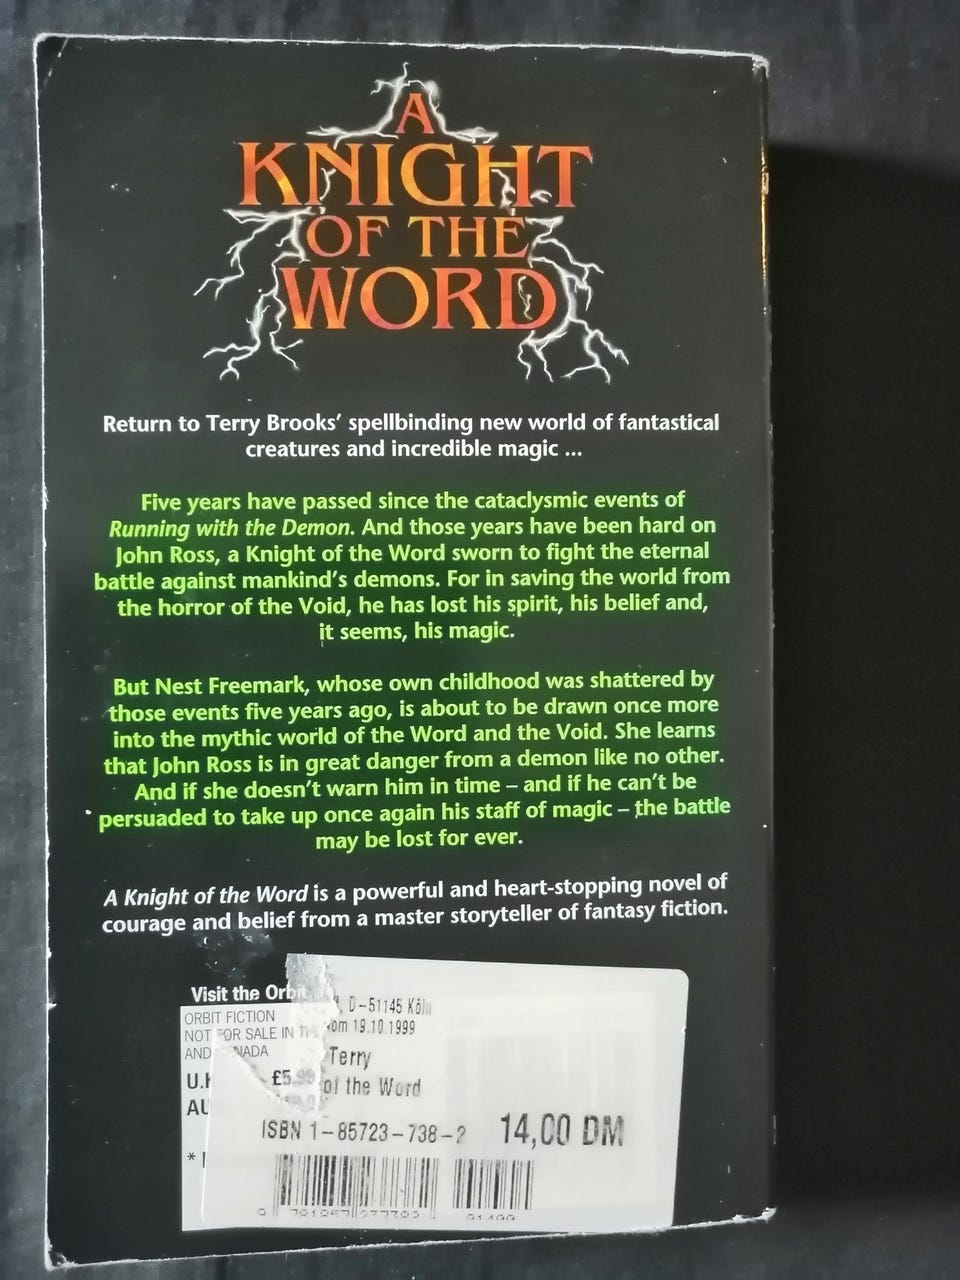 A
KNIGHT
OF THE
WORD
Return to Terry Brooks' spellbinding new world of fantastical
creatures and incredible magic ...
Five years have passed since the cataclysmic events of
Running with the Demon. And those years have been hard on
John Ross, a Knight of the Word sworn to fight the eternal
battle against mankind's demons. For in saving the world from
the horror of the Void, he has lost his spirit, his belief and,
it seems, his magic.
But Nest Freemark, whose own childhood was shattered by
those events five years ago, is about to be drawn once more
into the mythic world of the Word and the Void. She learns
that John Ross is in great danger from a demon like no other.
And if she doesn't warn him in time – and if he can't be
persuaded to take up once again his staff of magic – the battle
may be lost for ever.
A Knight of the Word is a powerful and heart-stopping novel of
courage and belief from a master storyteller of fantasy fiction.
Visit the Orbit
ORBIT FICTION
NOT FOR SALE IN
AND CANADA
U.K. £5.99
AU
*
D-51145 Köln
vom 19.10.1999
Terry
of the Word
ISBN 1-85723-738-2 14,00 DM